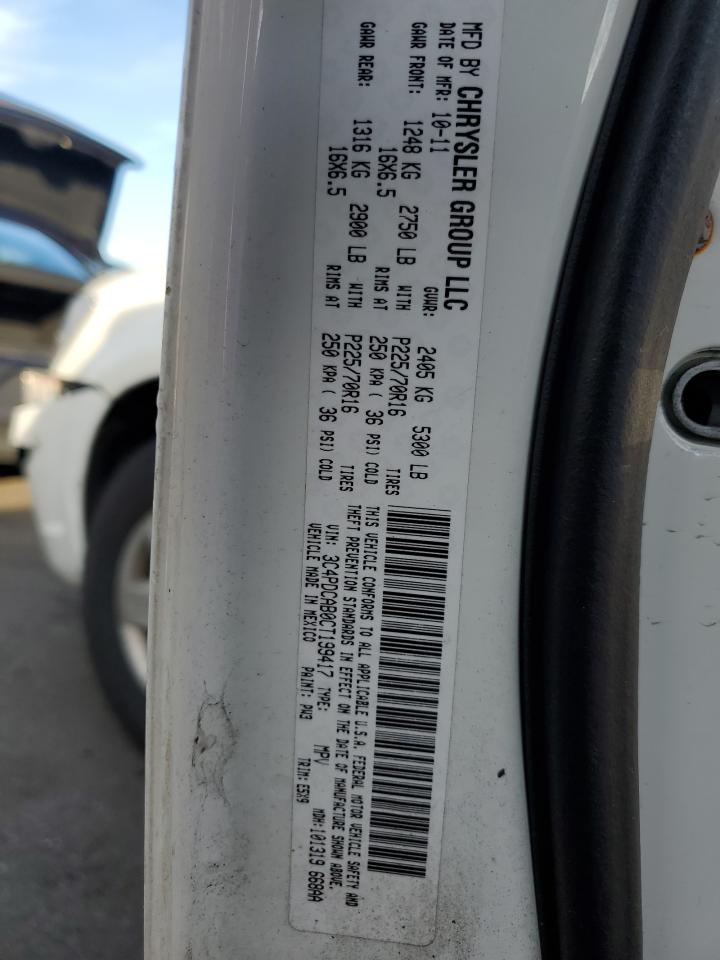 MFD BY CHRYSLER GROUP LLC
DATE OF MFR: 10-11 GVWR: 2405 KG 5300 LB
GAWR FRONT: 1248 KG 2750 LB WITH P225/70R16 TIRES
16X6.5 RIMS AT 250 KPA ( 36 PSI) COLD
GAWR REAR: 1316 KG 2900 LB WITH P225/70R16 TIRES
16X6.5 RIMS AT 250 KPA ( 36 PSI) COLD
THIS VEHICLE CONFORMS TO ALL APPLICABLE U.S.A. FEDERAL MOTOR VEHICLE SAFETY AND
THEFT PREVENTION STANDARDS IN EFFECT ON THE DATE OF MANUFACTURE SHOWN ABOVE.
VIN: 3C4PDCAB0CT199417 TYPE: MPV MDH:101319 668AA
VEHICLE MADE IN MEXICO PAINT: PW3 TRIM: E5X9